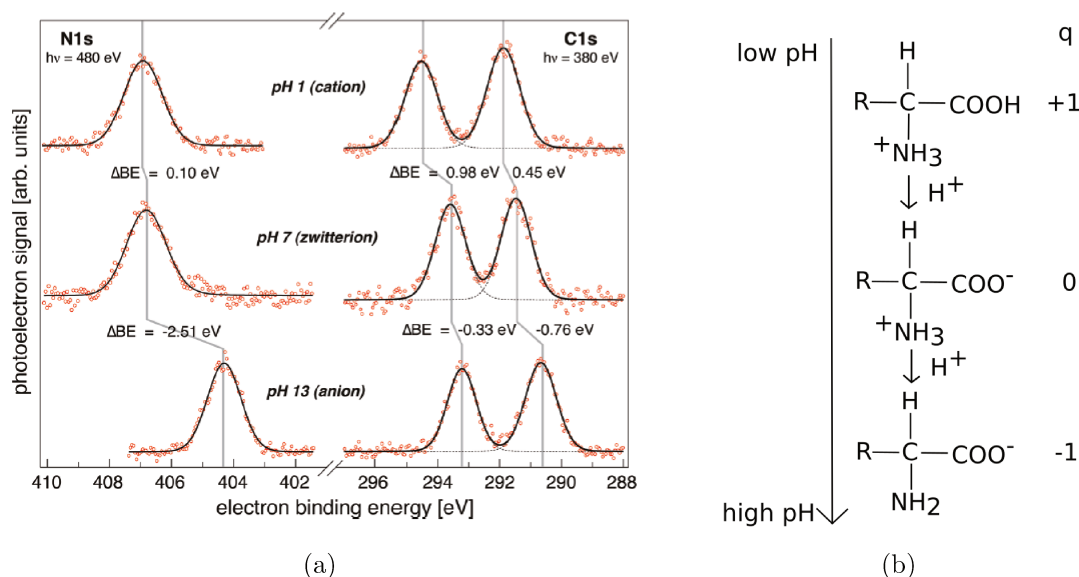 N1s
hν = 480 eV
C1s
hν = 380 eV
pH 1 (cation)
ΔBE = 0.10 eV
ΔBE = 0.98 eV 0.45 eV
pH 7 (zwitterion)
ΔBE = -2.51 eV
ΔBE = -0.33 eV -0.76 eV
pH 13 (anion)
photoelectron signal [arb. units]
410 408 406 404 402 296 294 292 290 288
electron binding energy [eV]
(a)
q
low pH
H
R C COOH +1
+NH3
H+
H
R C COO- 0
+NH3
H+
H
R C COO- -1
NH2
high pH
(b)